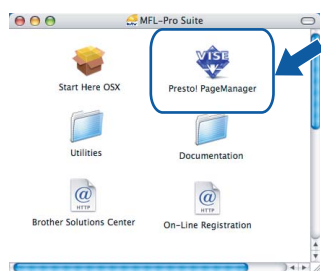 MFL-Pro Suite
VISE
Start Here OSX
Presto! PageManager
Utilities
Documentation
@
HTTP
@
HTTP
Brother Solutions Center
On-Line Registration